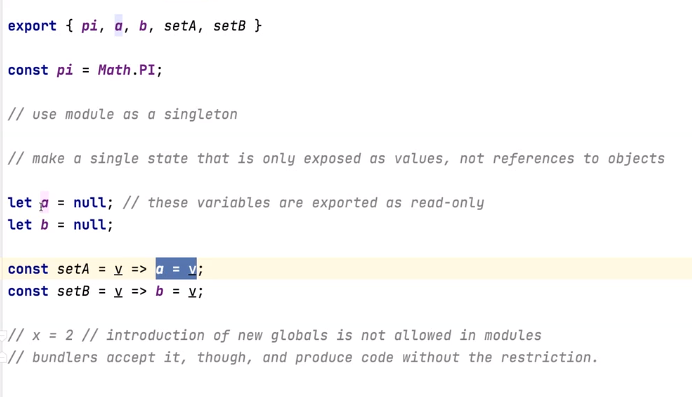 export { pi, a, b, setA, setB }
const pi = Math.PI;
// use module as a singleton
// make a single state that is only exposed as values, not references to objects
let a = null; // these variables are exported as read-only
let b = null;
const setA = v => a = v;
const setB = v => b = v;
// x = 2 // introduction of new globals is not allowed in modules
// bundlers accept it, though, and produce code without the restriction.